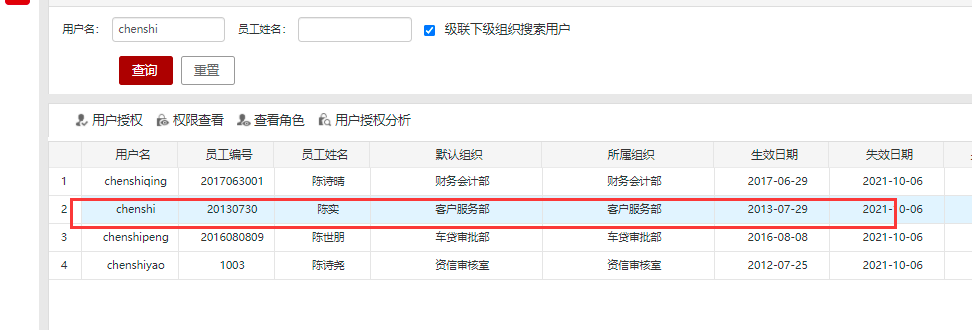 用户名： chenshi 员工姓名： 级联下级组织搜索用户
查询 重置
用户授权 权限查看 查看角色 用户授权分析
用户名 员工编号 员工姓名 默认组织 所属组织 生效日期 失效日期
1 chenshiqing 2017063001 陈诗晴 财务会计部 财务会计部 2017-06-29 2021-10-06
2 chenshi 20130730 陈实 客户服务部 客户服务部 2013-07-29 2021-10-06
3 chenshipeng 2016080809 陈世朋 车贷审批部 车贷审批部 2016-08-08 2021-10-06
4 chenshiyao 1003 陈诗尧 资信审核室 资信审核室 2012-07-25 2021-10-06